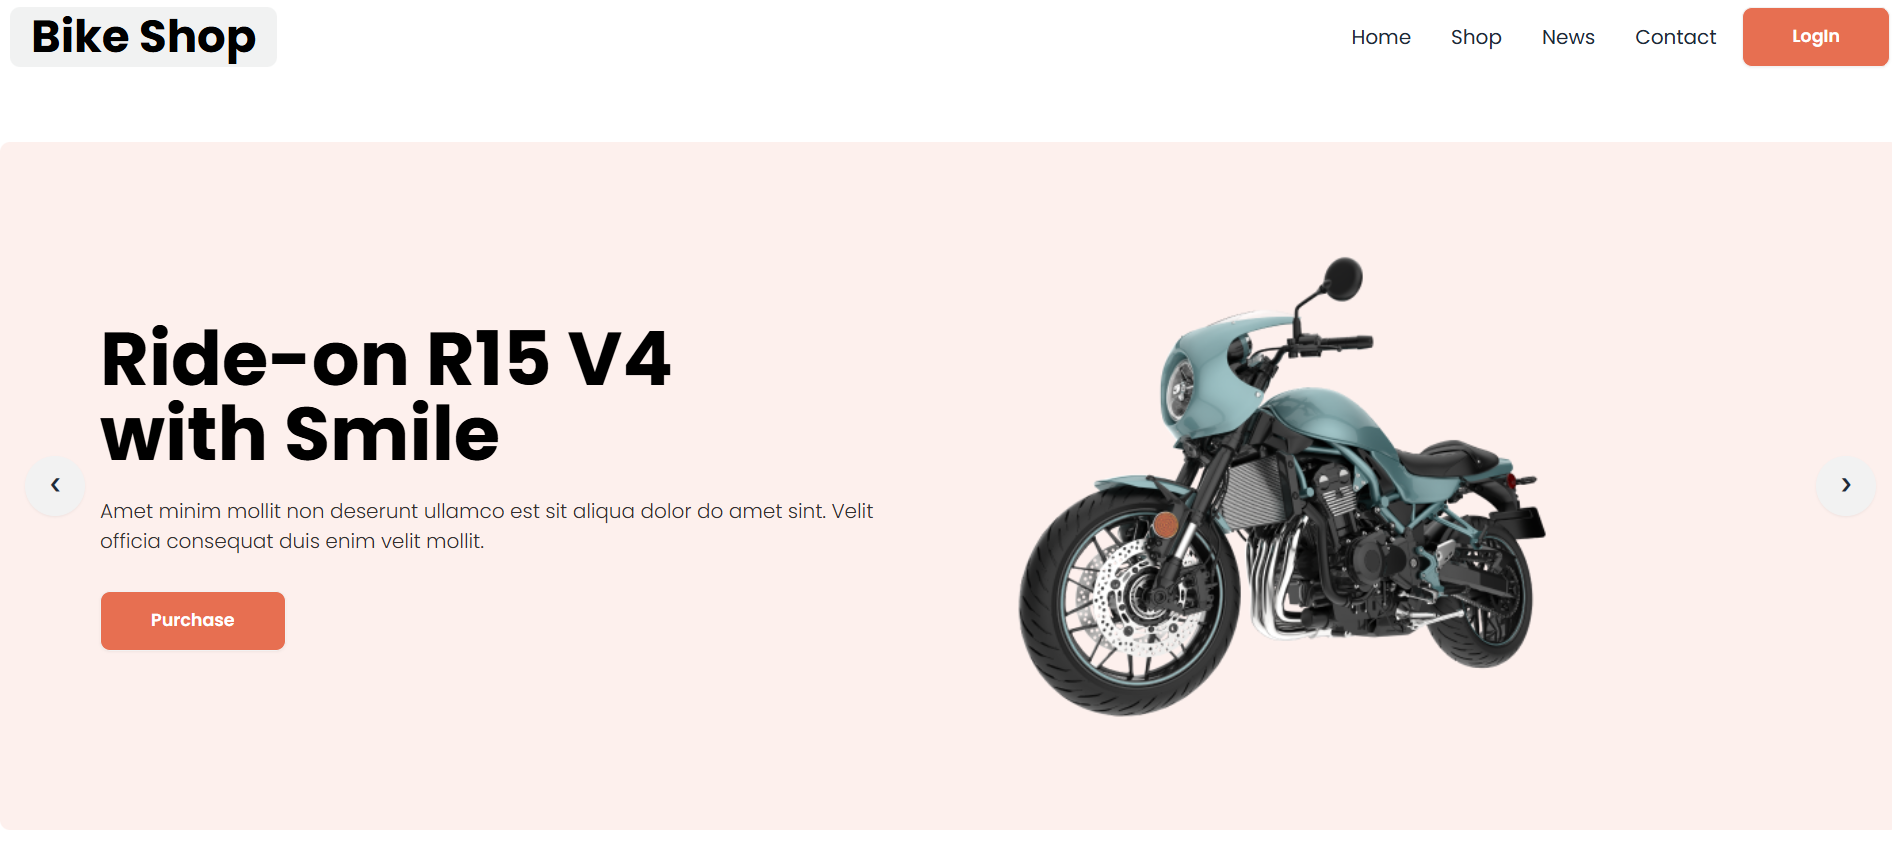 Bike Shop
Home
Shop
News
Contact
LogIn
Ride-on R15 V4
with Smile
Amet minim mollit non deserunt ullamco est sit aliqua dolor do amet sint. Velit
officia consequat duis enim velit mollit.
Purchase